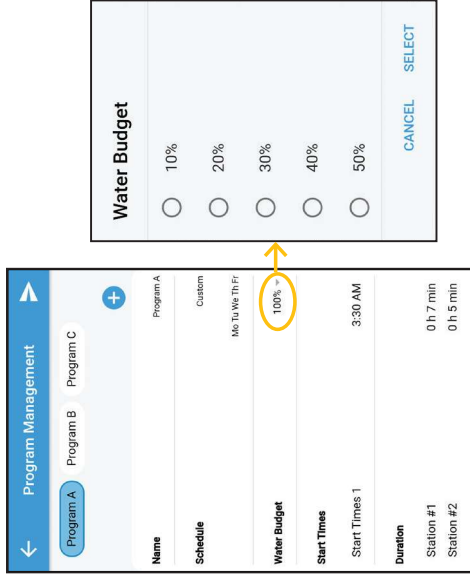 Program Management
Program A Program B Program C
Name Program A
Schedule Custom
Mo Tu We Th Fr
Water Budget 100%
Start Times
Start Times 1 3:30 AM
Duration
Station #1 0 h 7 min
Station #2 0 h 5 min
Water Budget
10%
20%
30%
40%
50%
CANCEL SELECT